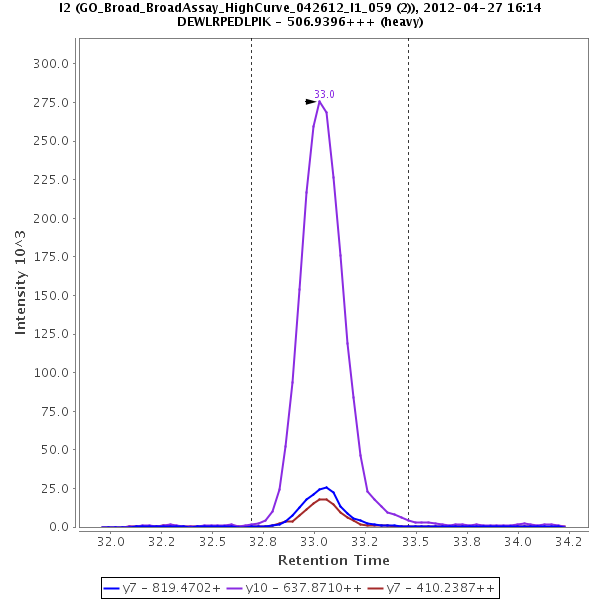 I2 (GO_Broad_BroadAssay_HighCurve_042612_I1_059 (2)), 2012-04-27 16:14
DEWLRPEDLPIK - 506.9396+++ (heavy)
300.0
275.0
250.0
225.0
200.0
175.0
150.0
125.0
100.0
75.0
50.0
25.0
0.0
Intensity 10^3
33.0
32.0 32.2 32.5 32.8 33.0 33.2 33.5 33.8 34.0 34.2
Retention Time
y7 - 819.4702+ y10 - 637.8710++ y7 - 410.2387++